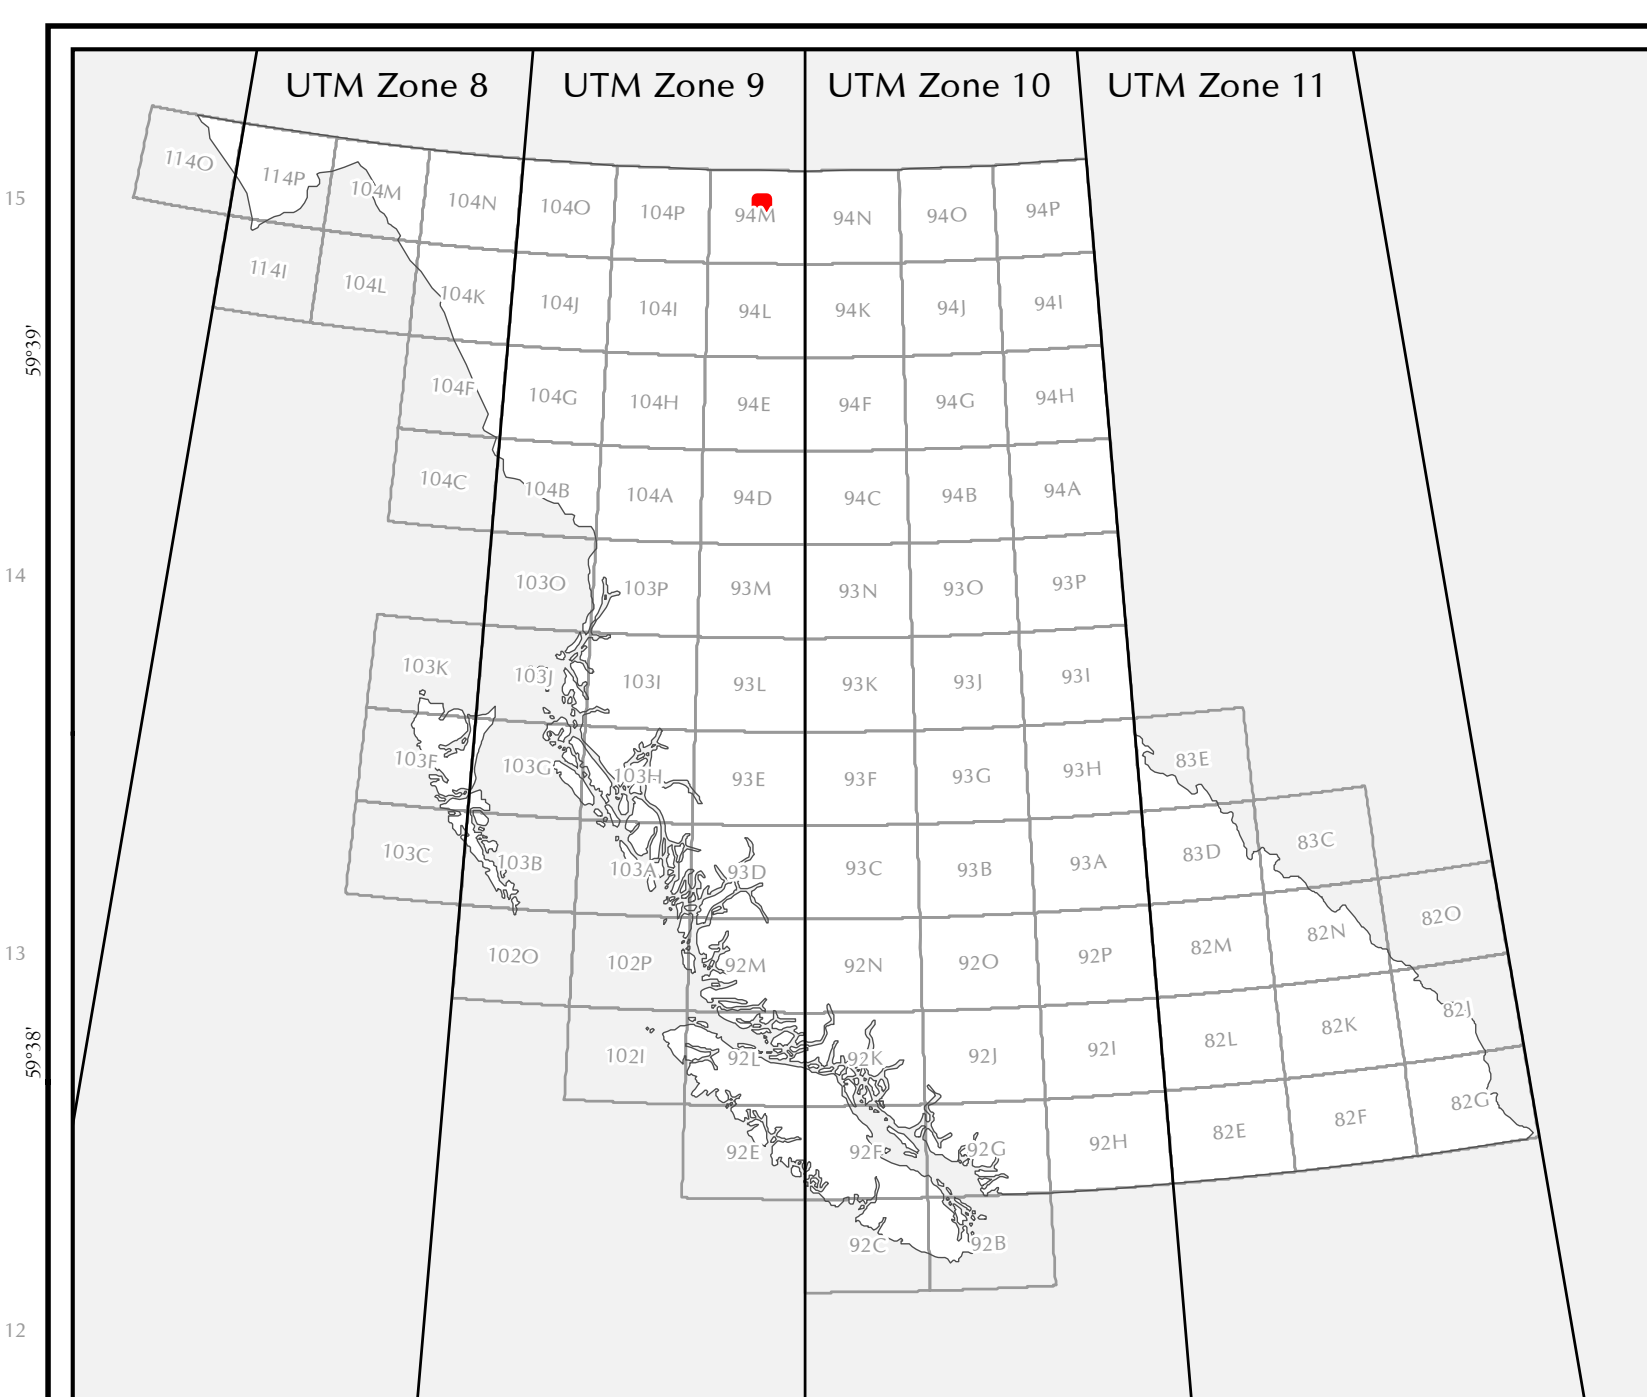 UTM Zone 8 UTM Zone 9 UTM Zone 10 UTM Zone 11
114O 114P 104M 104N 104O 104P 94M 94N 94O 94P
15
114I 104L 104K 104J 104I 94L 94K 94J 94I
59°39'
104F 104G 104H 94E 94F 94G 94H
104C 104B 104A 94D 94C 94B 94A
14
103O 103P 93M 93N 93O 93P
103K 103J 103I 93L 93K 93J 93I
103F 103G 103H 93E 93F 93G 93H 83E
103C 103B 103A 93D 93C 93B 93A 83D 83C
13
102O 102P 92M 92N 92O 92P 82M 82N 82O
59°38'
102I 92L 92K 92J 92I 82L 82K 82J
92E 92F 92G 92H 82E 82F 82G
92C 92B
12